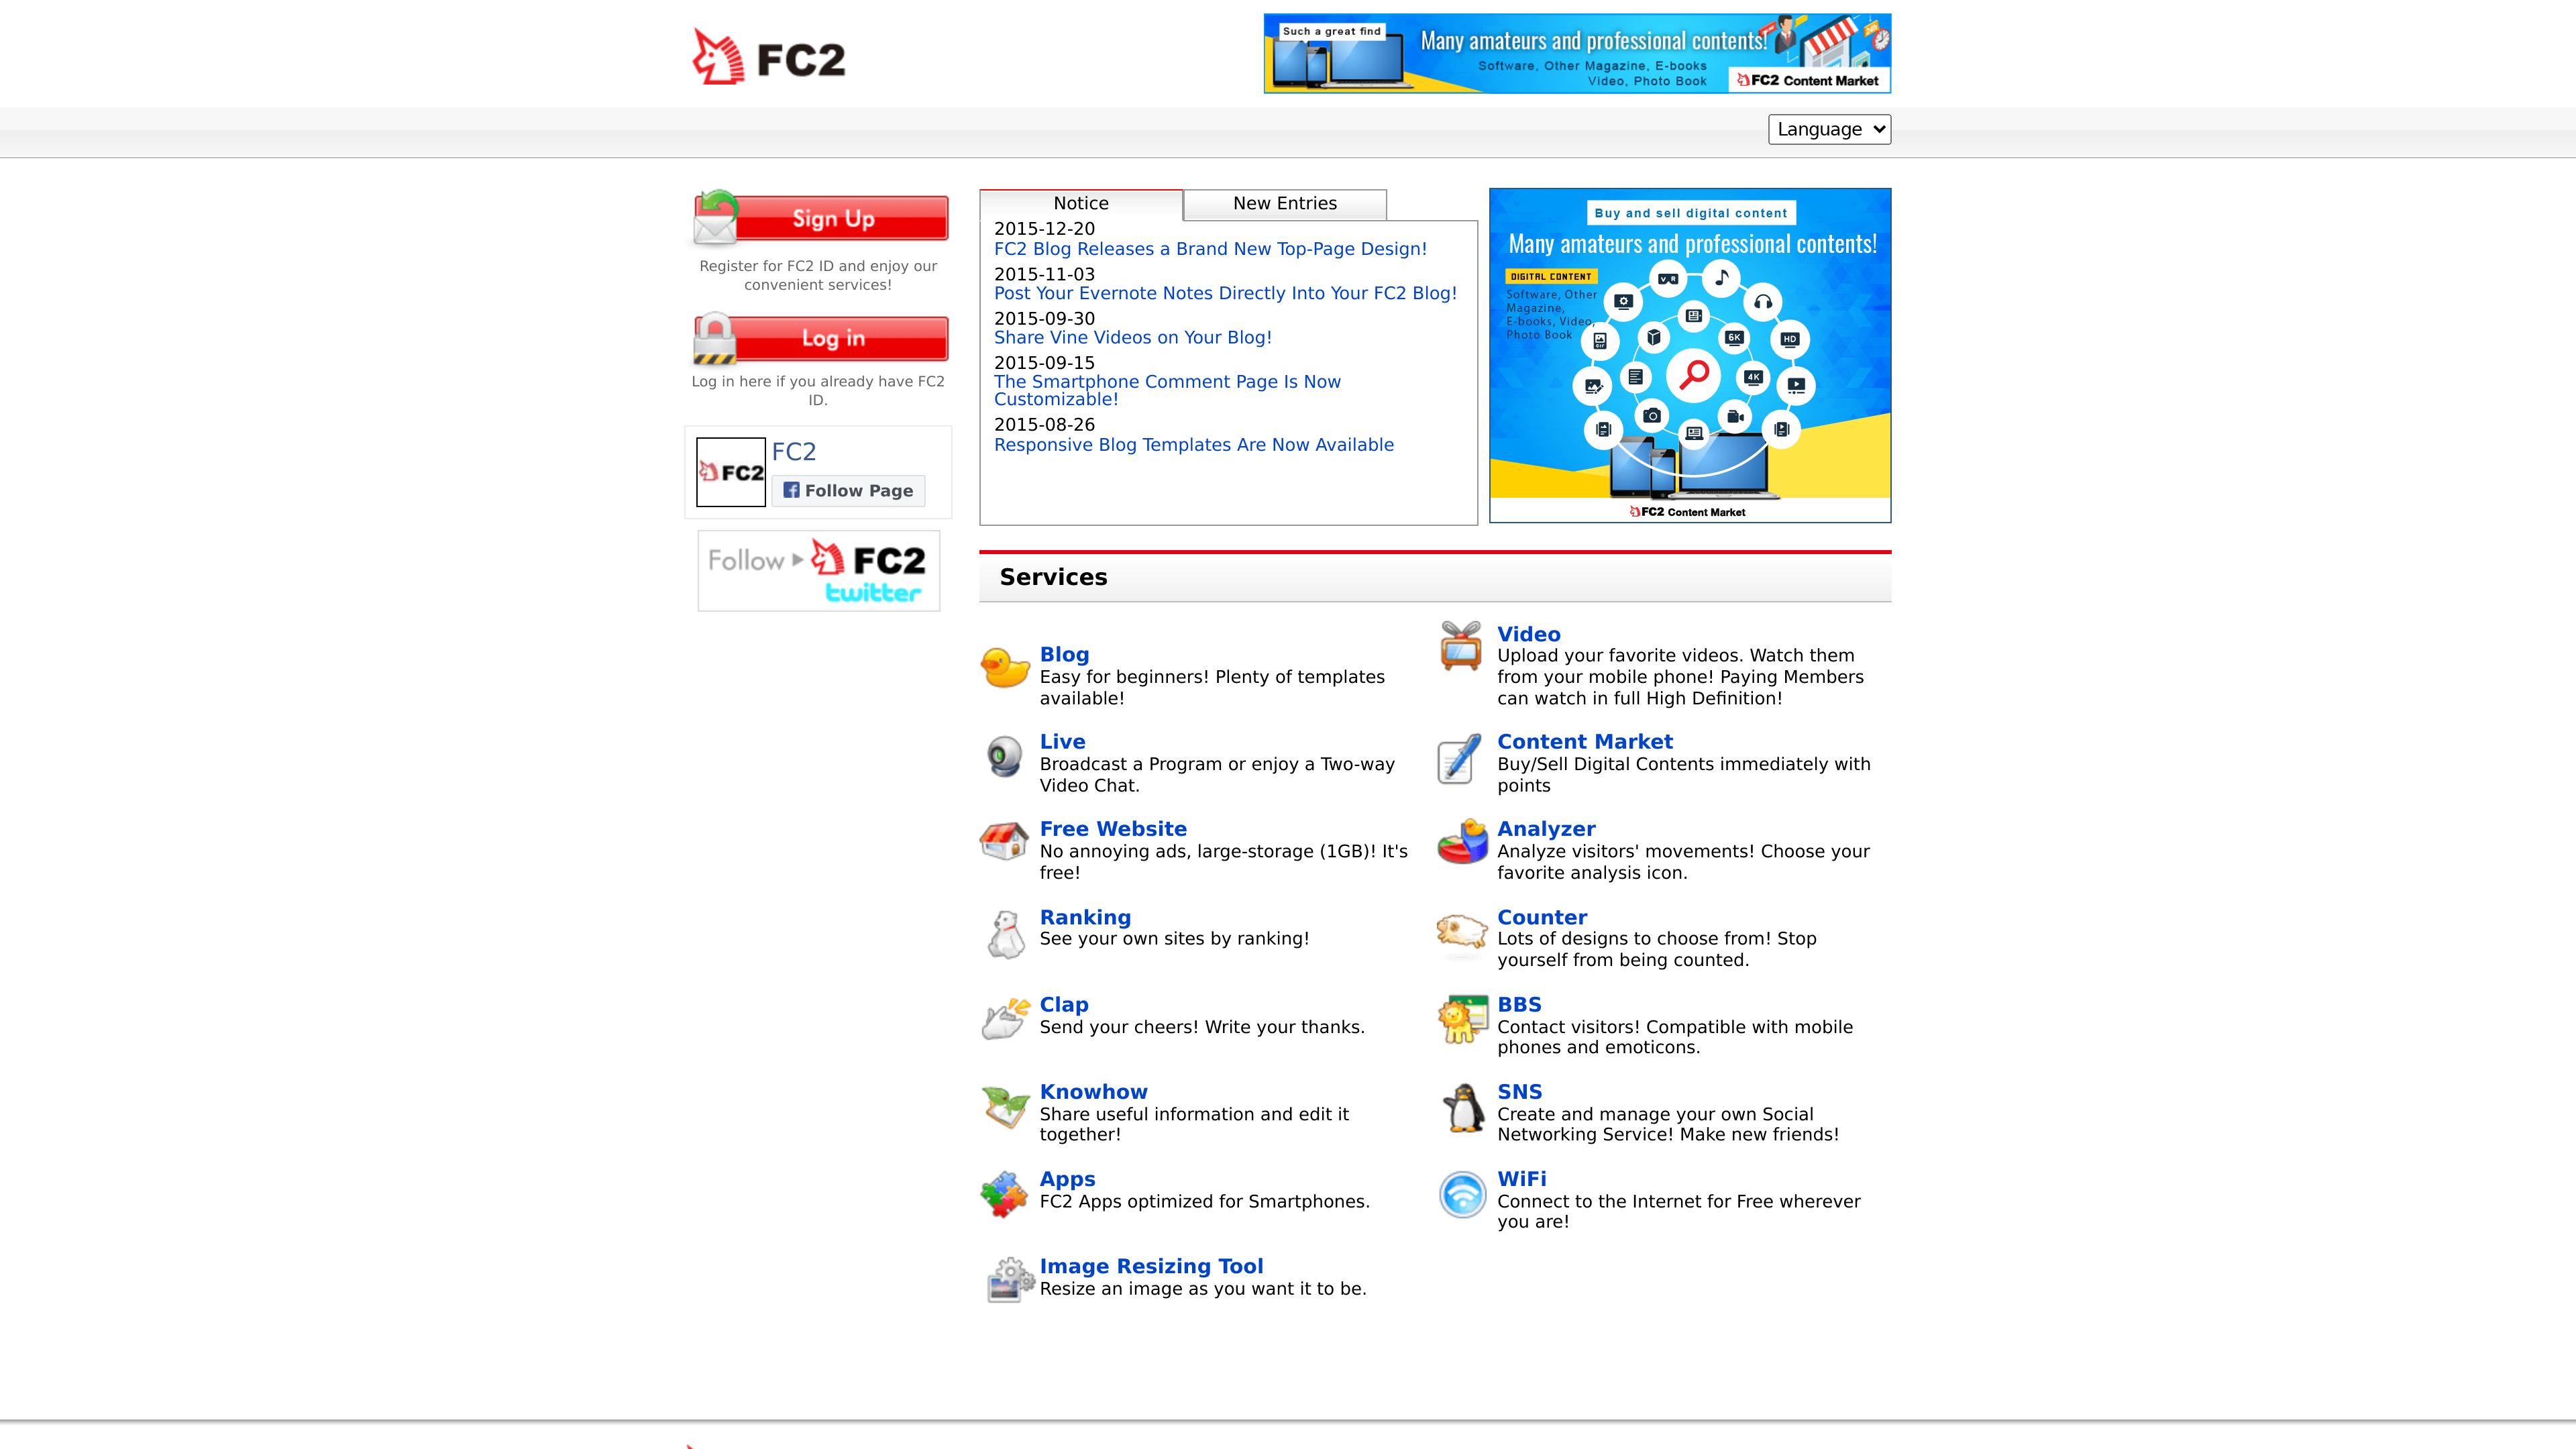 FC2
Such a great find
Many amateurs and professional contents!
Software, Other Magazine, E-books
Video, Photo Book
FC2 Content Market
Language
Sign Up
Register for FC2 ID and enjoy our
convenient services!
Log in
Log in here if you already have FC2
ID.
FC2
FC2
Follow Page
Follow FC2
twitter
Notice
New Entries
2015-12-20
FC2 Blog Releases a Brand New Top-Page Design!
2015-11-03
Post Your Evernote Notes Directly Into Your FC2 Blog!
2015-09-30
Share Vine Videos on Your Blog!
2015-09-15
The Smartphone Comment Page Is Now
Customizable!
2015-08-26
Responsive Blog Templates Are Now Available
Buy and sell digital content
Many amateurs and professional contents!
DIGITAL CONTENT
Software, Other
Magazine,
E-books, Video,
Photo Book
VR
6K
HD
GIF
4K
FC2 Content Market
Services
Blog
Easy for beginners! Plenty of templates
available!
Video
Upload your favorite videos. Watch them
from your mobile phone! Paying Members
can watch in full High Definition!
Live
Broadcast a Program or enjoy a Two-way
Video Chat.
Content Market
Buy/Sell Digital Contents immediately with
points
Free Website
No annoying ads, large-storage (1GB)! It's
free!
Analyzer
Analyze visitors' movements! Choose your
favorite analysis icon.
Ranking
See your own sites by ranking!
Counter
Lots of designs to choose from! Stop
yourself from being counted.
Clap
Send your cheers! Write your thanks.
BBS
Contact visitors! Compatible with mobile
phones and emoticons.
Knowhow
Share useful information and edit it
together!
SNS
Create and manage your own Social
Networking Service! Make new friends!
Apps
FC2 Apps optimized for Smartphones.
WiFi
Connect to the Internet for Free wherever
you are!
Image Resizing Tool
Resize an image as you want it to be.